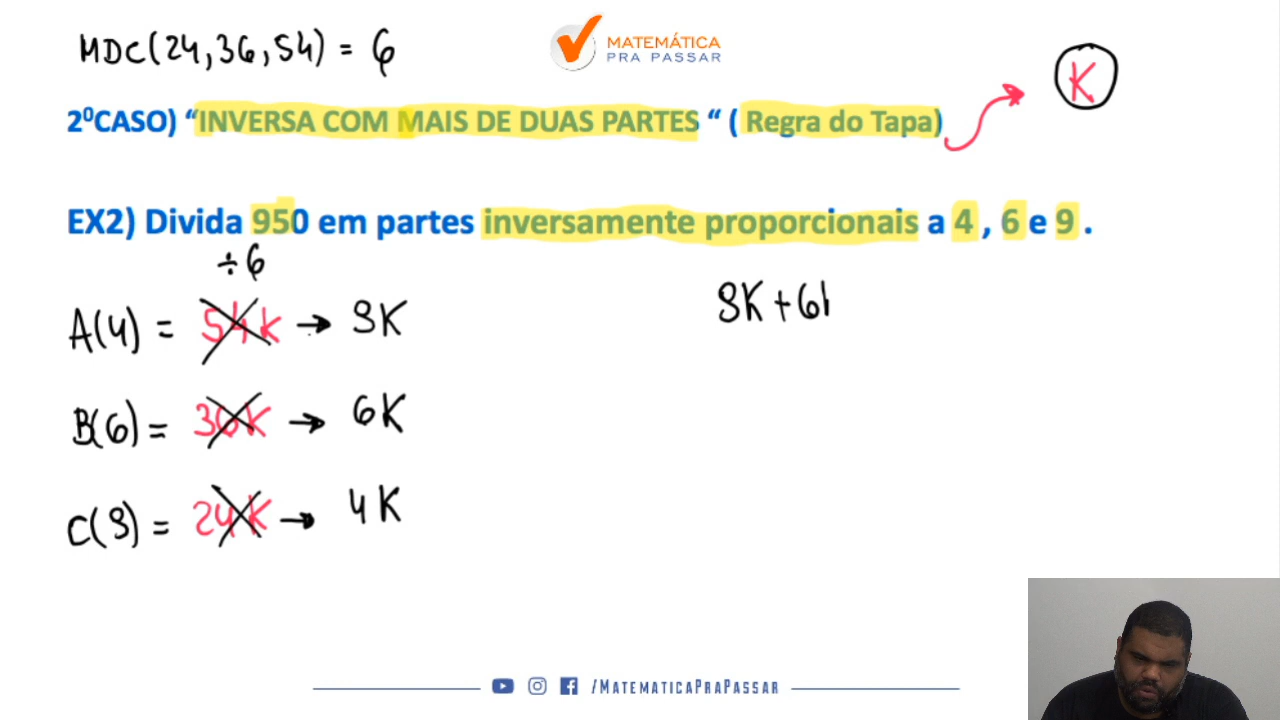 MDC(24,36,54) = 6
MATEMÁTICA
PRA PASSAR
K
2ºCASO) “INVERSA COM MAIS DE DUAS PARTES “ ( Regra do Tapa)
EX2) Divida 950 em partes inversamente proporcionais a 4 , 6 e 9 .
÷6
A(4) = 54k → 9K
9K+6k
B(6) = 36K → 6K
C(9) = 24K → 4K
/MATEMATICAPRAPASSAR